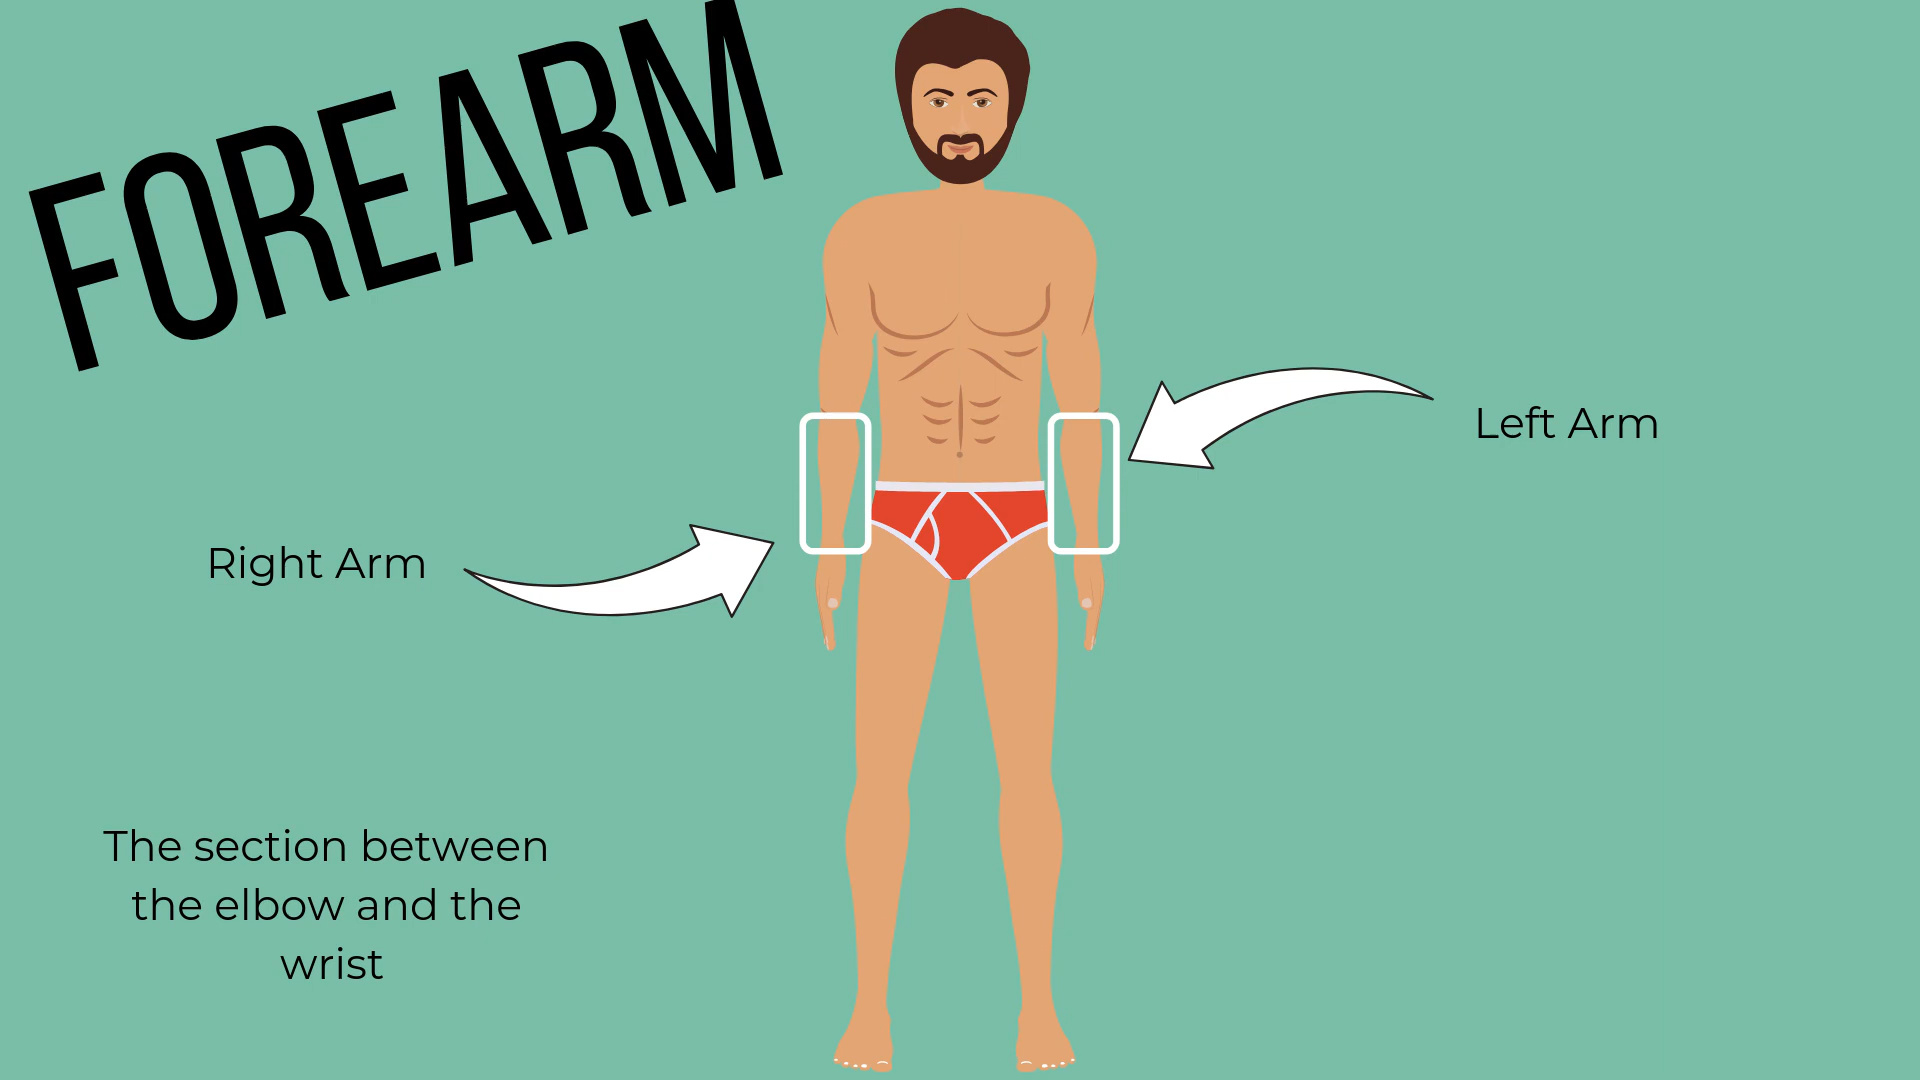 FOREARM
Left Arm
Right Arm
The section between
the elbow and the
wrist